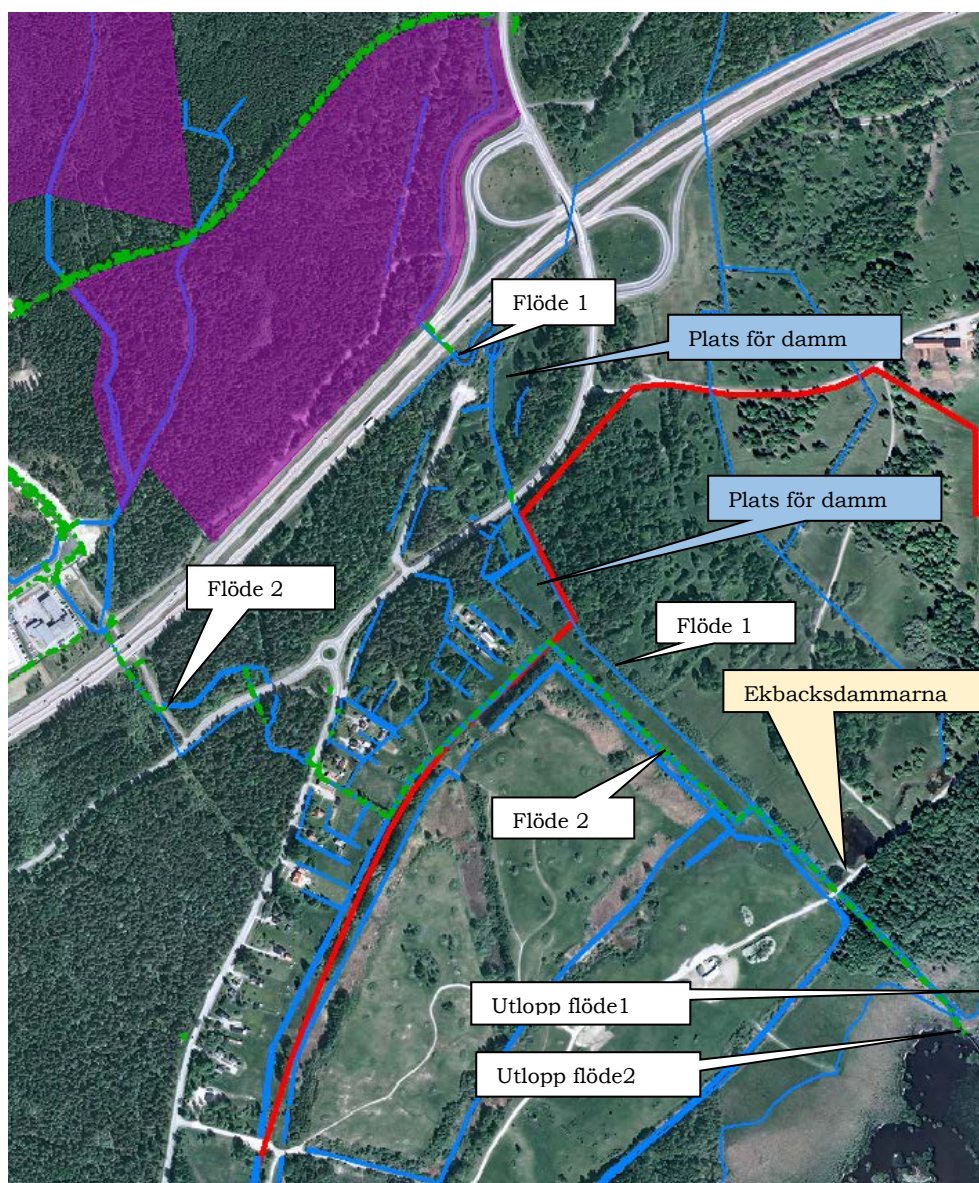 Flöde 1
Plats för damm
Plats för damm
Flöde 2
Flöde 1
Ekbacksdammarna
Flöde 2
Utlopp flöde1
Utlopp flöde2